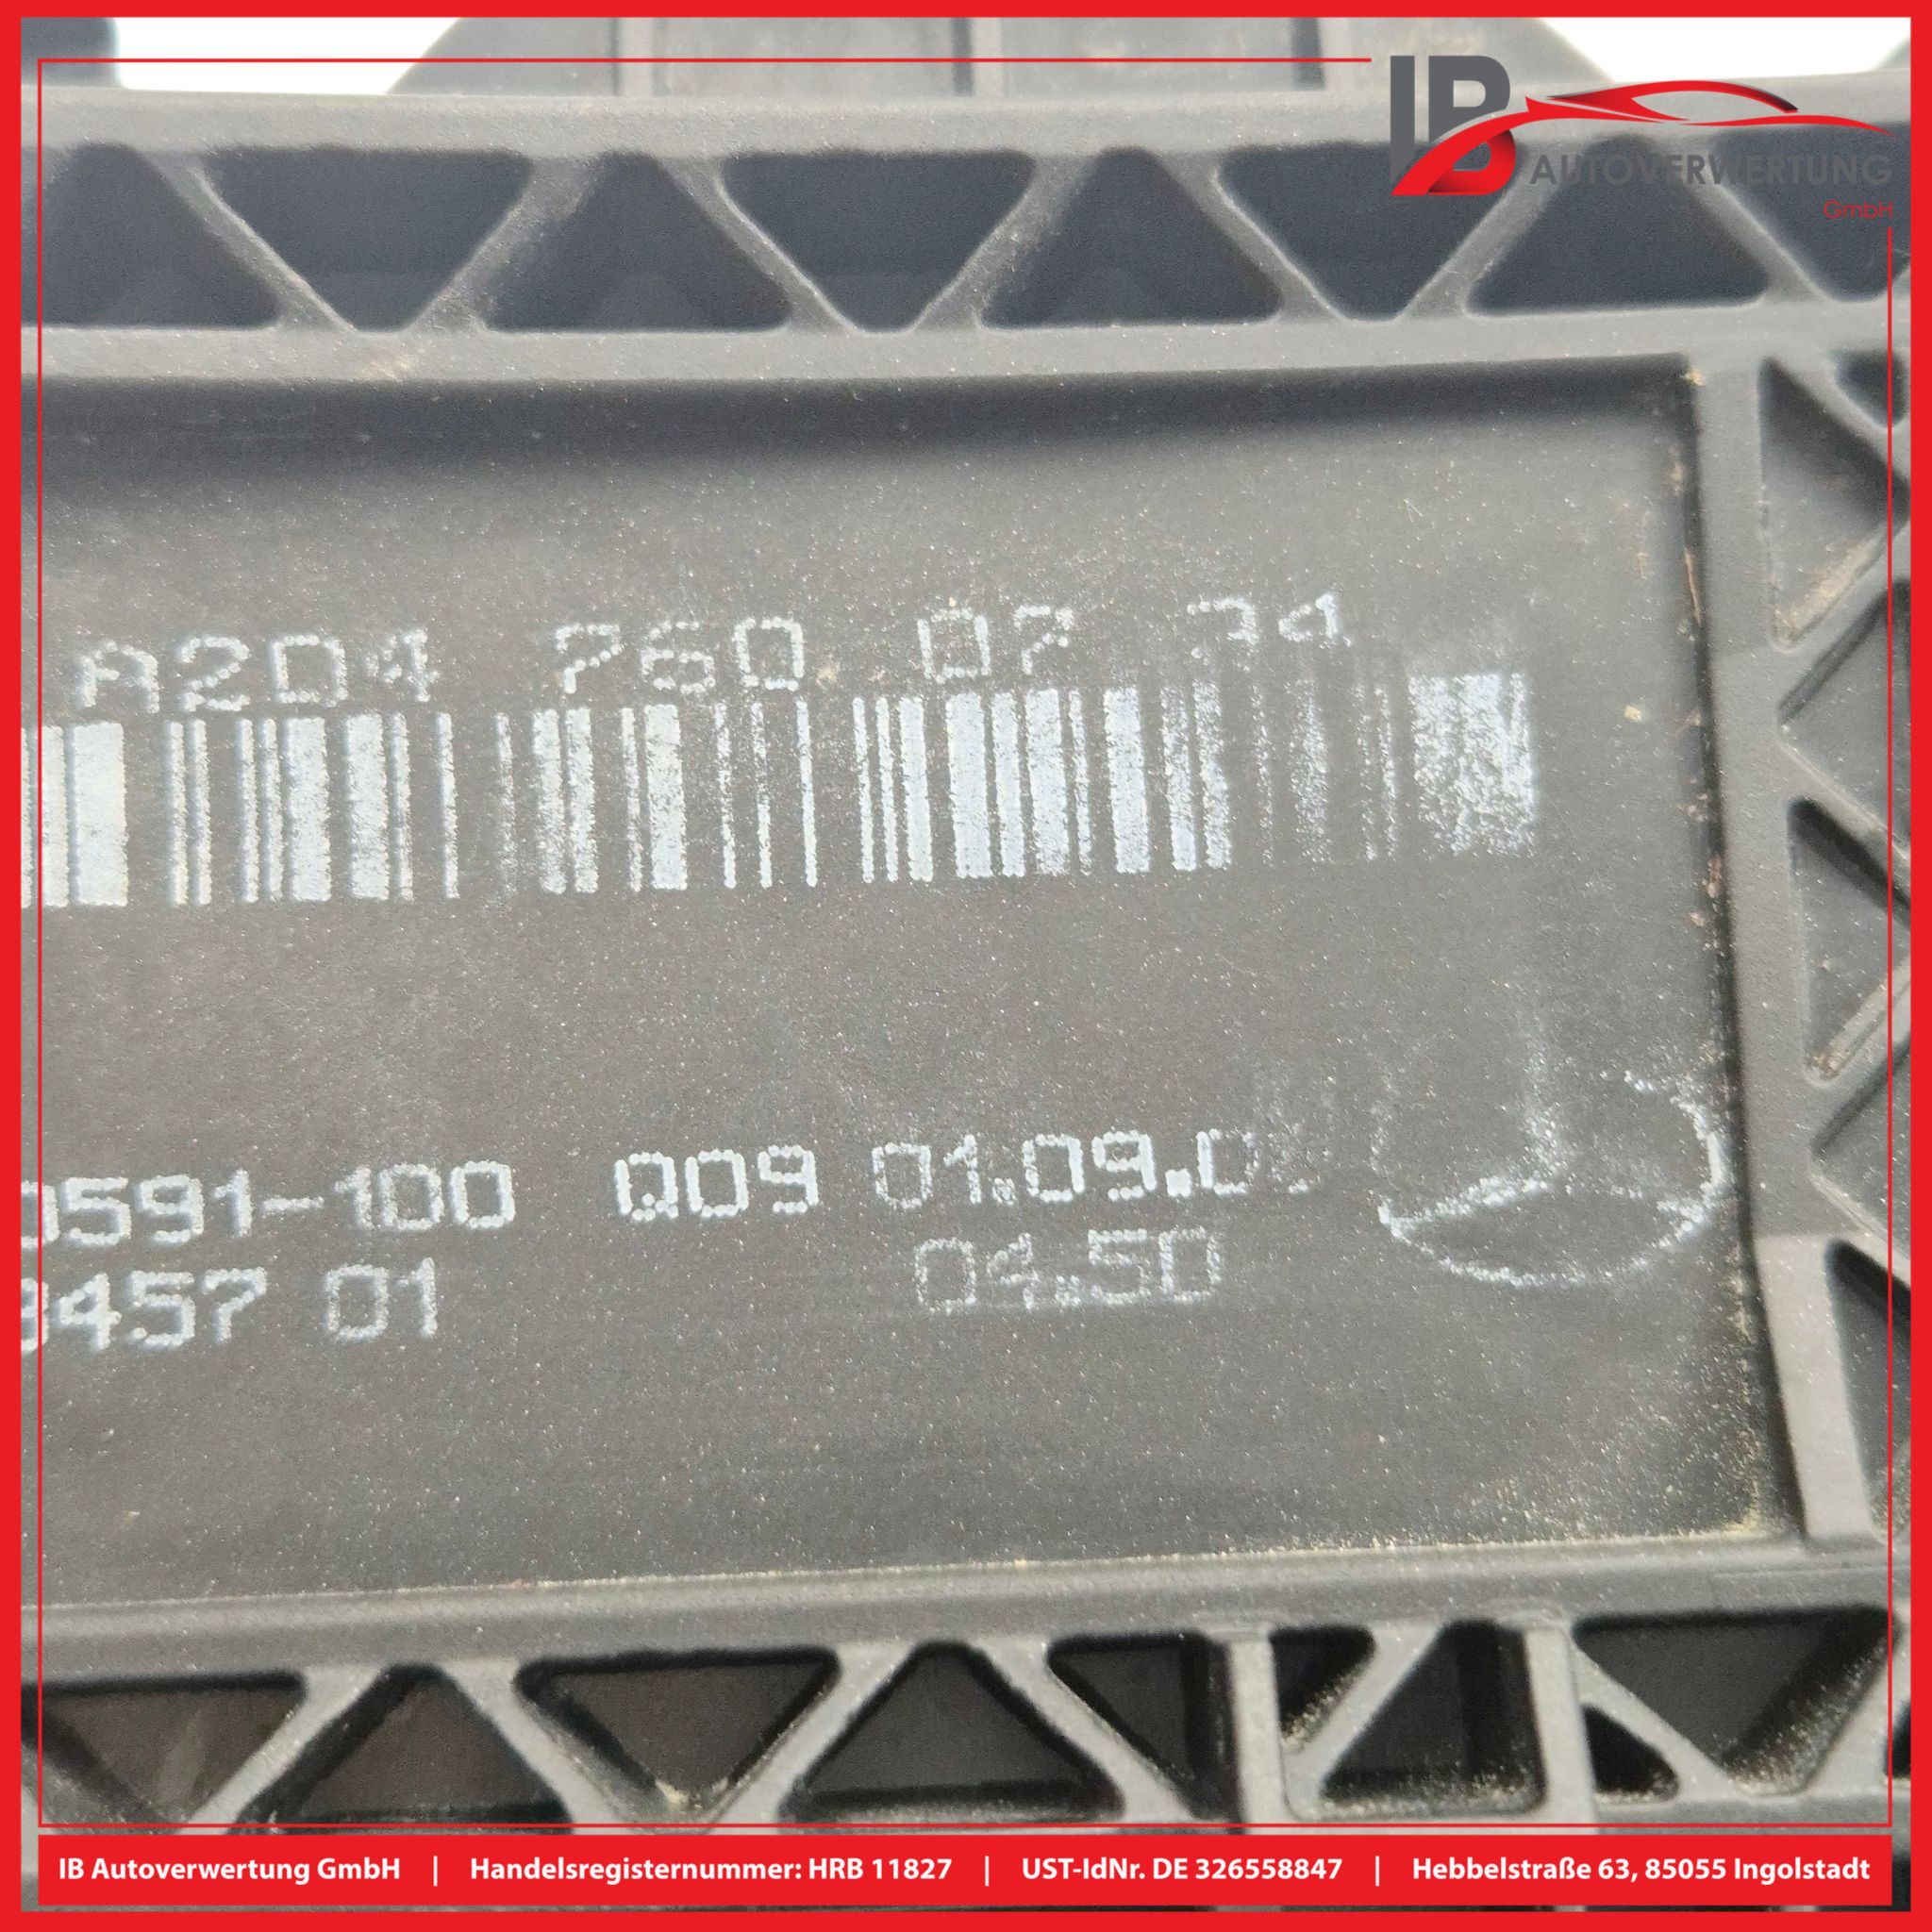 IB
AUTOVERWERTUNG
GmbH
A204 760 07 34
0591-100 Q09 01.09.0
3457 01 04.50
IB Autoverwertung GmbH | Handelsregisternummer: HRB 11827 | UST-IdNr. DE 326558847 | Hebbelstraße 63, 85055 Ingolstadt